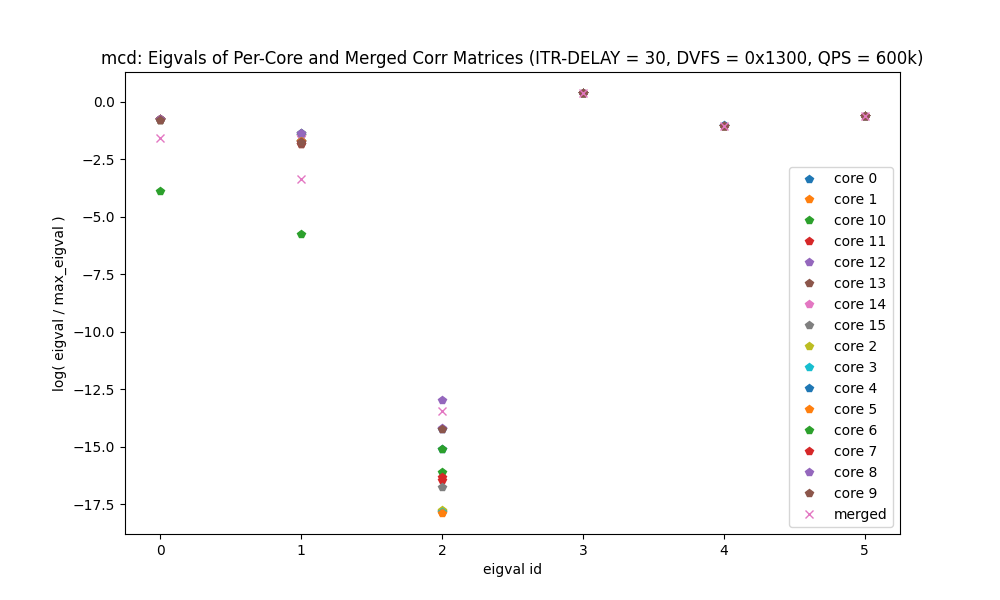 mcd: Eigvals of Per-Core and Merged Corr Matrices (ITR-DELAY = 30, DVFS = 0x1300, QPS = 600k)
log( eigval / max_eigval )
0.0
−2.5
−5.0
−7.5
−10.0
−12.5
−15.0
−17.5
0 1 2 3 4 5
eigval id
core 0
core 1
core 10
core 11
core 12
core 13
core 14
core 15
core 2
core 3
core 4
core 5
core 6
core 7
core 8
core 9
merged